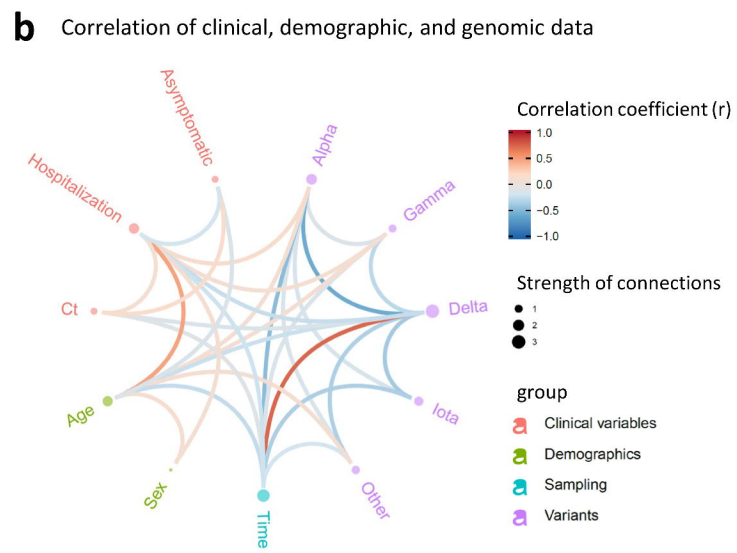 b Correlation of clinical, demographic, and genomic data
Asymptomatic
Alpha
Hospitalization
Gamma
Ct
Delta
Age
Iota
Sex
Other
Time
Correlation coefficient (r)
1.0
0.5
0.0
−0.5
−1.0
Strength of connections
1
2
3
group
a Clinical variables
a Demographics
a Sampling
a Variants